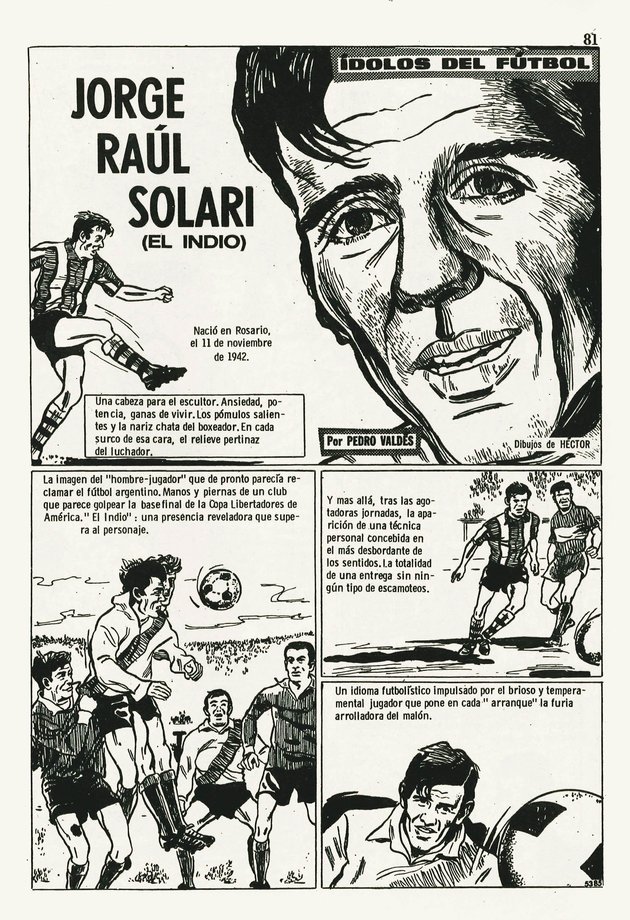 81
ÍDOLOS DEL FÚTBOL
JORGE
RAÚL
SOLARI
(EL INDIO)
Nació en Rosario,
el 11 de noviembre
de 1942.
Una cabeza para el escultor. Ansiedad, po-
tencia, ganas de vivir. Los pómulos salien-
tes y la nariz chata del boxeador. En cada
surco de esa cara, el relieve pertinaz
del luchador.
Por PEDRO VALDÉS
Dibujos de HÉCTOR
La imagen del "hombre-jugador" que de pronto parecía re-
clamar el fútbol argentino. Manos y piernas de un club
que parece golpear la base final de la Copa Libertadores de
América. " El Indio" : una presencia reveladora que supe-
ra al personaje.
Y mas allá, tras las ago-
tadoras jornadas, la apa-
rición de una técnica
personal concebida en
el más desbordante de
los sentidos. La totalidad
de una entrega sin nin-
gún tipo de escamoteos.
Un idioma futbolístico impulsado por el brioso y tempera-
mental jugador que pone en cada " arranque" la furia
arrolladora del malón.
5385